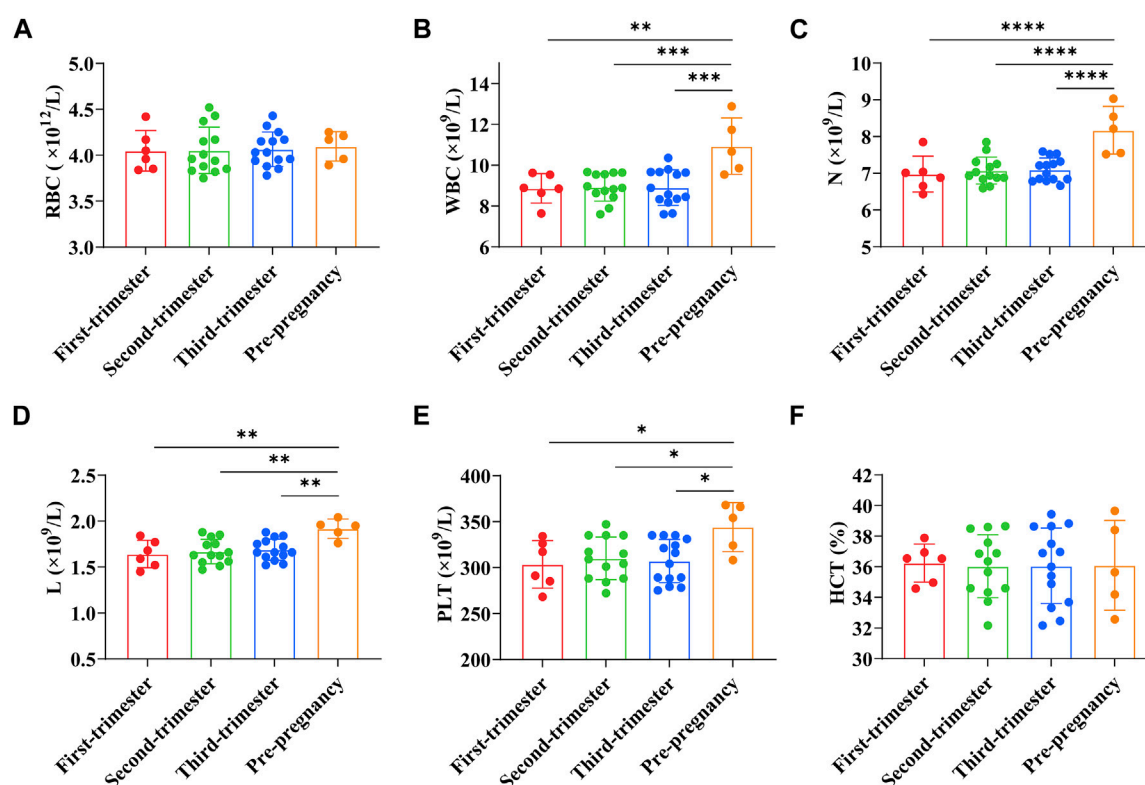 A
RBC ( ×10¹²/L)
5.0
4.5
4.0
3.5
3.0
First-trimester
Second-trimester
Third-trimester
Pre-pregnancy
B
**
***
***
WBC (×10⁹/L)
14
12
10
8
6
First-trimester
Second-trimester
Third-trimester
Pre-pregnancy
C
****
****
****
N (×10⁹/L)
10
9
8
7
6
5
First-trimester
Second-trimester
Third-trimester
Pre-pregnancy
D
**
**
**
L (×10⁹/L)
2.5
2.0
1.5
1.0
0.5
First-trimester
Second-trimester
Third-trimester
Pre-pregnancy
E
*
*
*
PLT (×10⁹/L)
400
350
300
250
200
First-trimester
Second-trimester
Third-trimester
Pre-pregnancy
F
HCT (%)
42
40
38
36
34
32
30
First-trimester
Second-trimester
Third-trimester
Pre-pregnancy